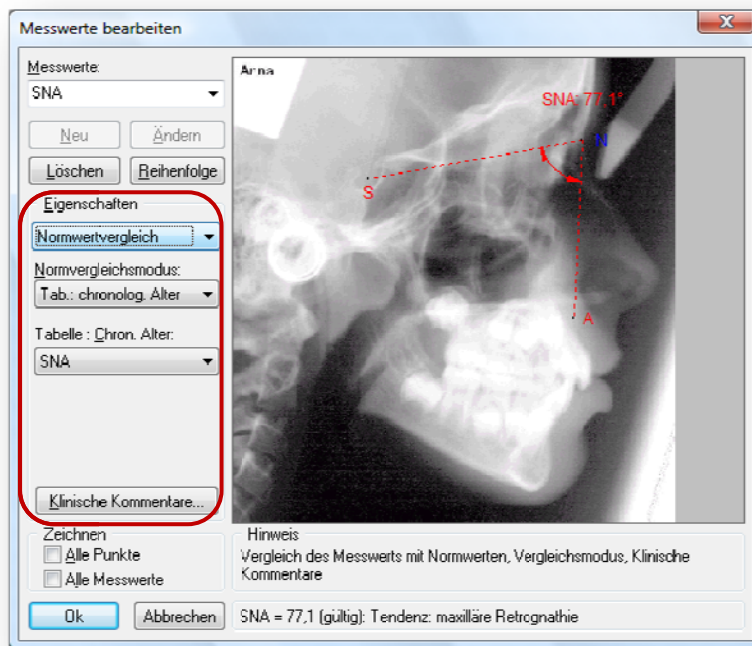 Messwerte bearbeiten
Messwerte:
SNA
Neu
Ändern
Löschen
Reihenfolge
Eigenschaften
Normwertvergleich
Normvergleichsmodus:
Tab.: chronolog. Alter
Tabelle : Chron. Alter:
SNA
Klinische Kommentare...
Zeichnen
Alle Punkte
Alle Messwerte
Ok
Abbrechen
Anna
SNA: 77,1°
N
S
A
Hinweis
Vergleich des Messwerts mit Normwerten, Vergleichsmodus, Klinische
Kommentare
SNA = 77,1 (gültig): Tendenz: maxilläre Retrognathie